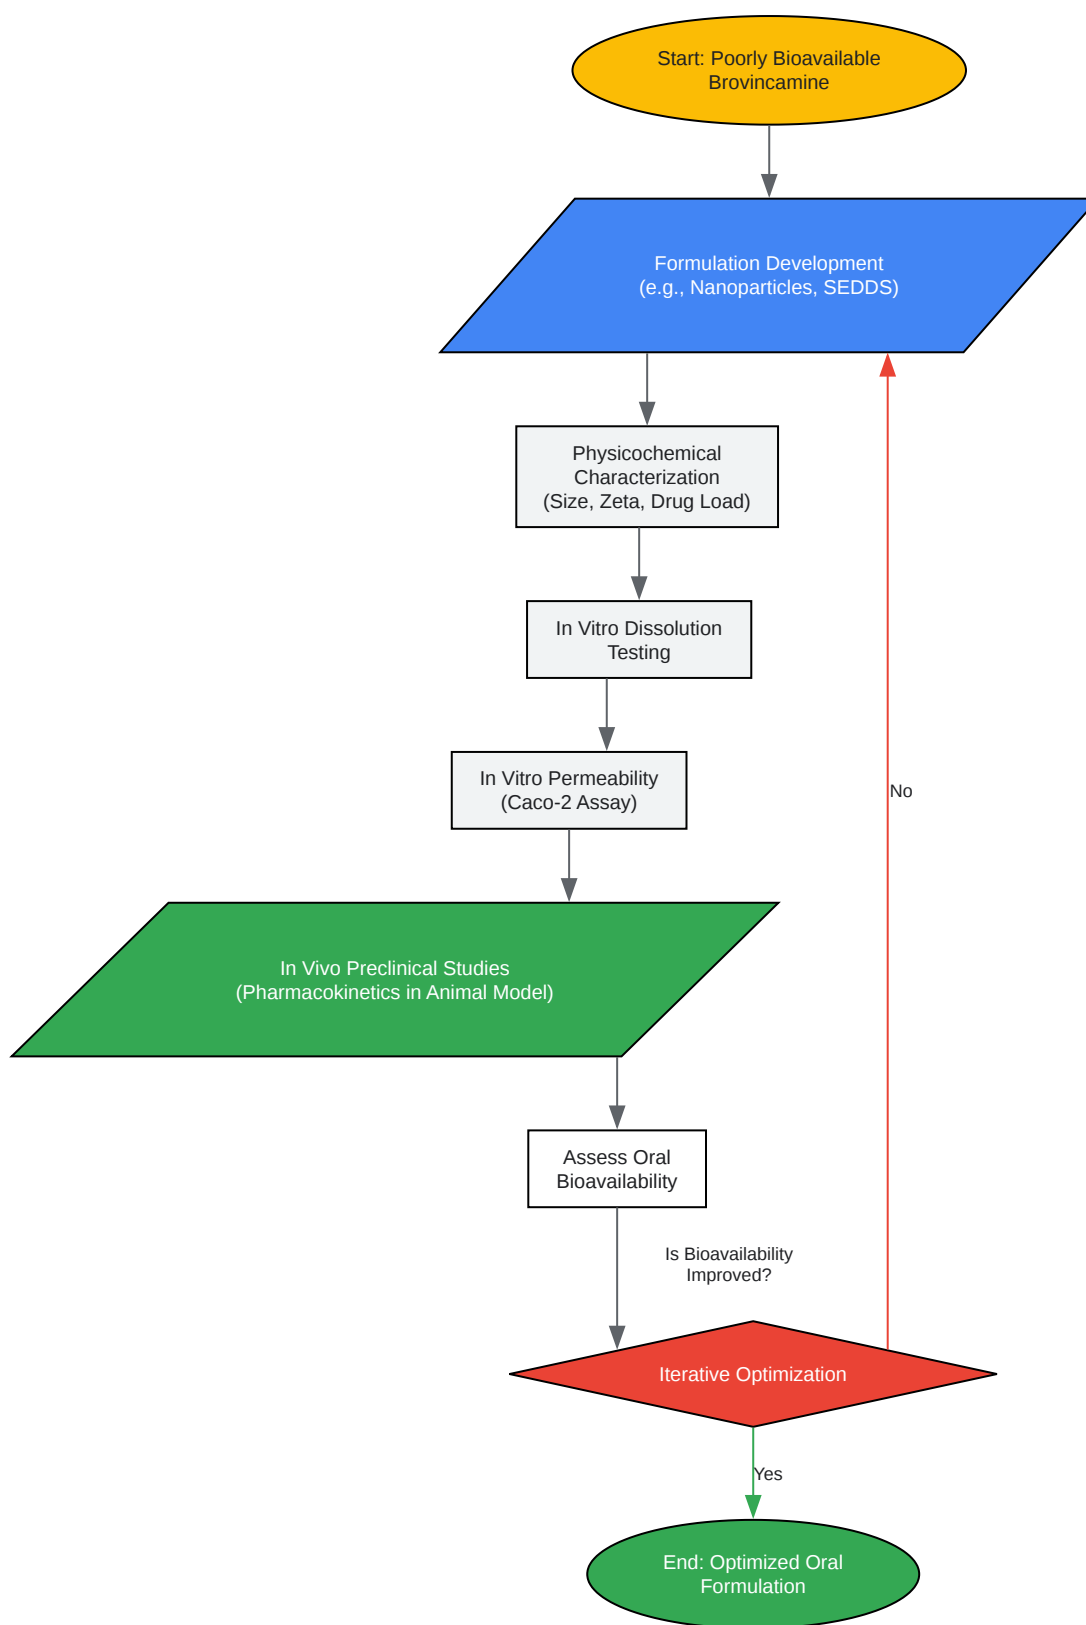 Start: Poorly Bioavailable
Brovincamine
Formulation Development
(e.g., Nanoparticles, SEDDS)
Physicochemical
Characterization
(Size, Zeta, Drug Load)
In Vitro Dissolution
Testing
In Vitro Permeability
(Caco-2 Assay)
No
In Vivo Preclinical Studies
(Pharmacokinetics in Animal Model)
Assess Oral
Bioavailability
Is Bioavailability
Improved?
Iterative Optimization
Yes
End: Optimized Oral
Formulation